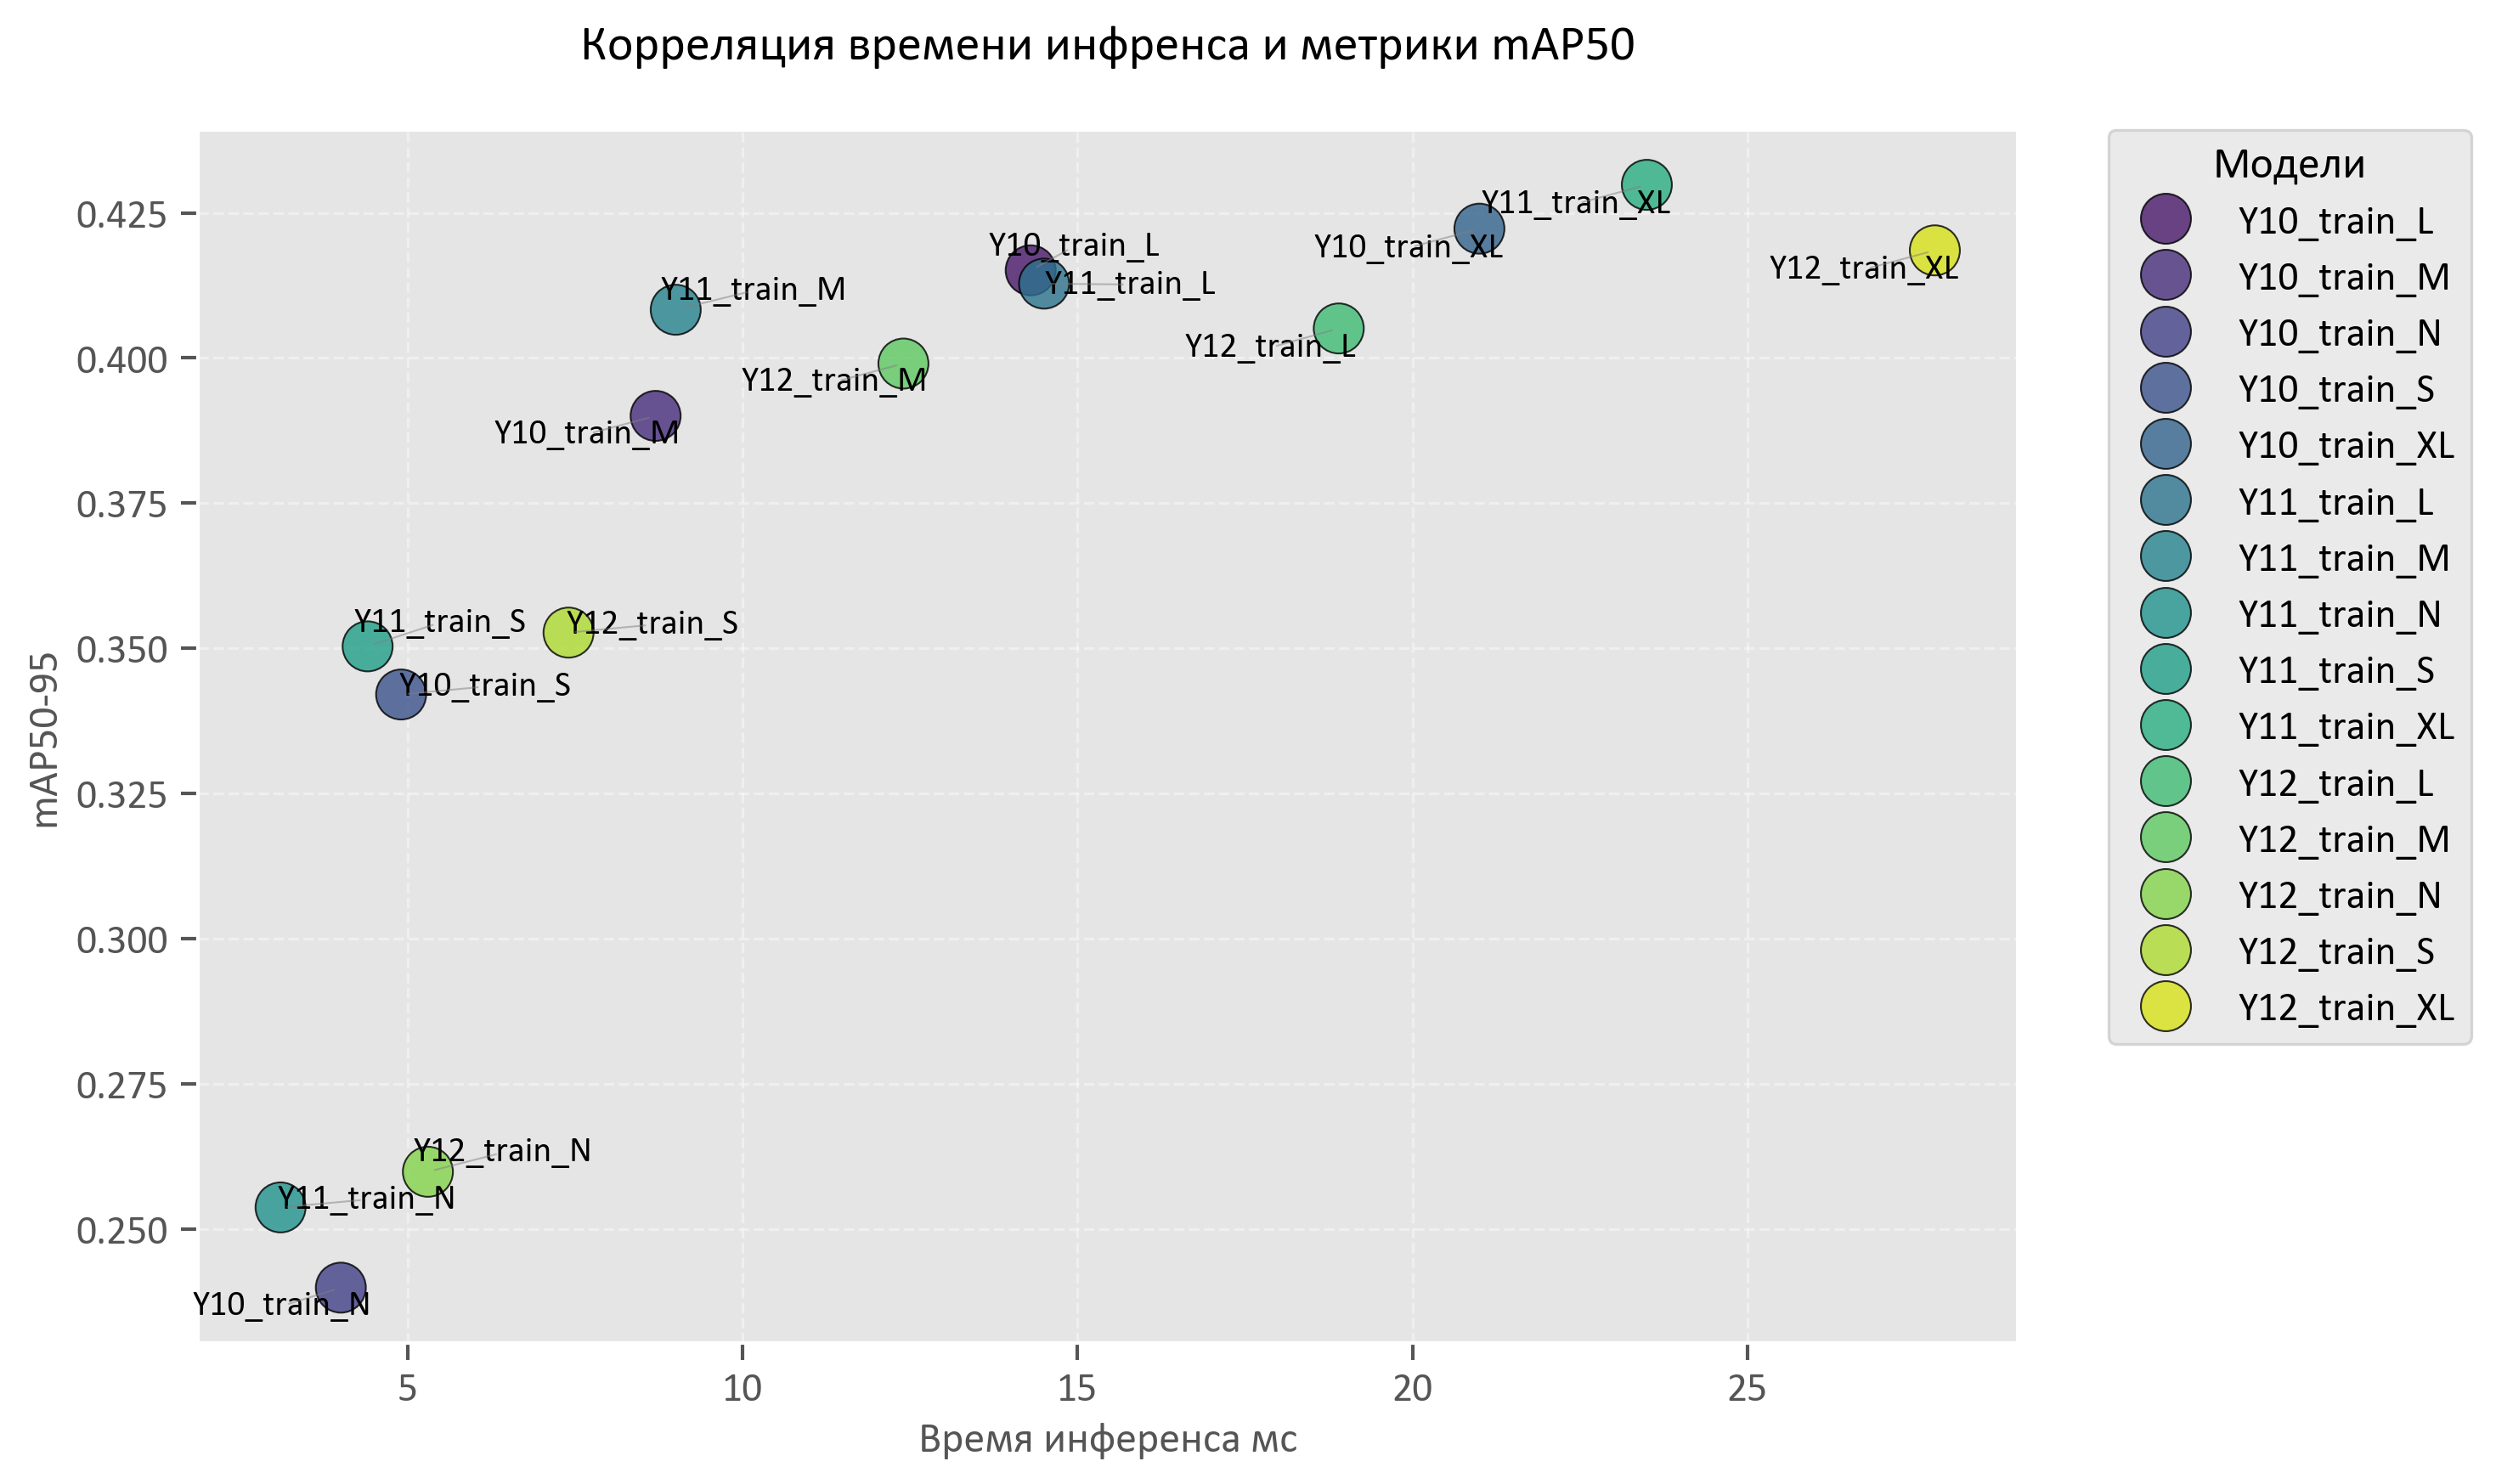 Корреляция времени инфренса и метрики mAP50
mAP50-95
0.425
0.400
0.375
0.350
0.325
0.300
0.275
0.250
Y11_train_XL
Y10_train_XL
Y12_train_XL
Y10_train_L
Y11_train_L
Y11_train_M
Y12_train_L
Y12_train_M
Y10_train_M
Y11_train_S
Y12_train_S
Y10_train_S
Y12_train_N
Y11_train_N
Y10_train_N
5
10
15
20
25
Время инференса мс
Модели
Y10_train_L
Y10_train_M
Y10_train_N
Y10_train_S
Y10_train_XL
Y11_train_L
Y11_train_M
Y11_train_N
Y11_train_S
Y11_train_XL
Y12_train_L
Y12_train_M
Y12_train_N
Y12_train_S
Y12_train_XL